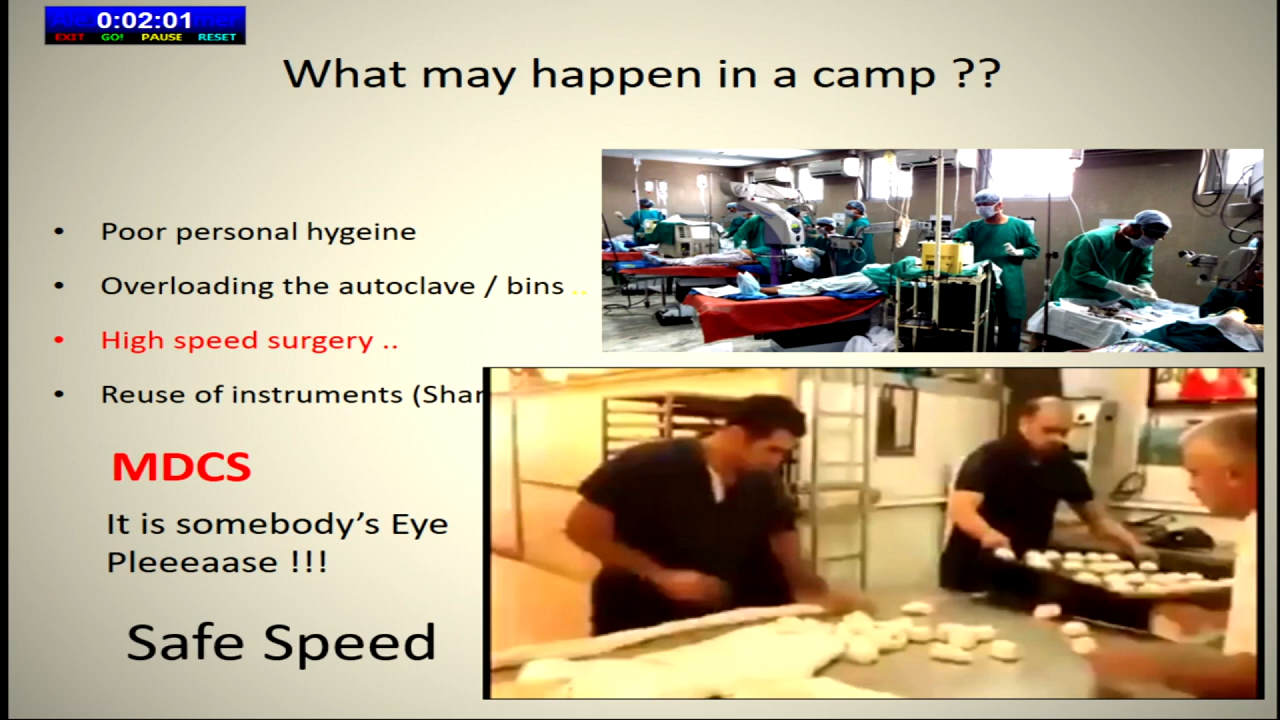 0:02:01
EXIT GO! PAUSE RESET
What may happen in a camp ??
• Poor personal hygeine
• Overloading the autoclave / bins ..
• High speed surgery ..
• Reuse of instruments (Shar
MDCS
It is somebody’s Eye
Pleeeaase !!!
Safe Speed